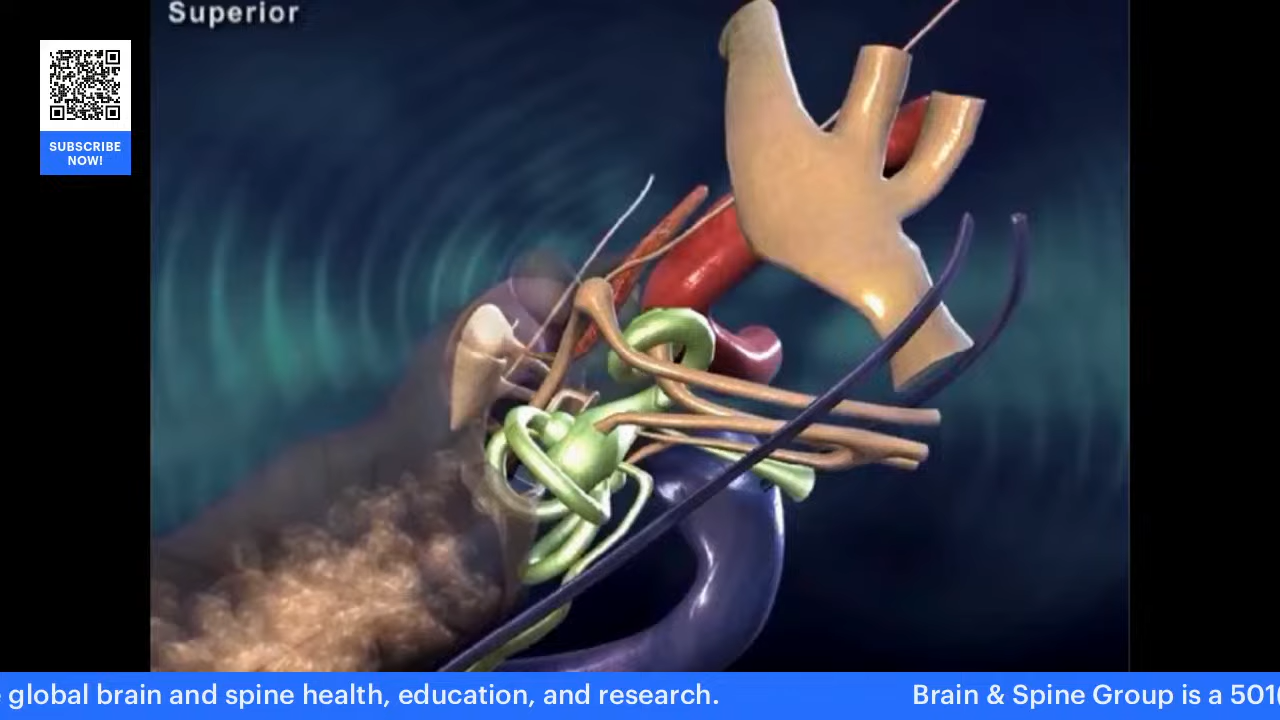 Superior
SUBSCRIBE
NOW!
global brain and spine health, education, and research.
Brain & Spine Group is a